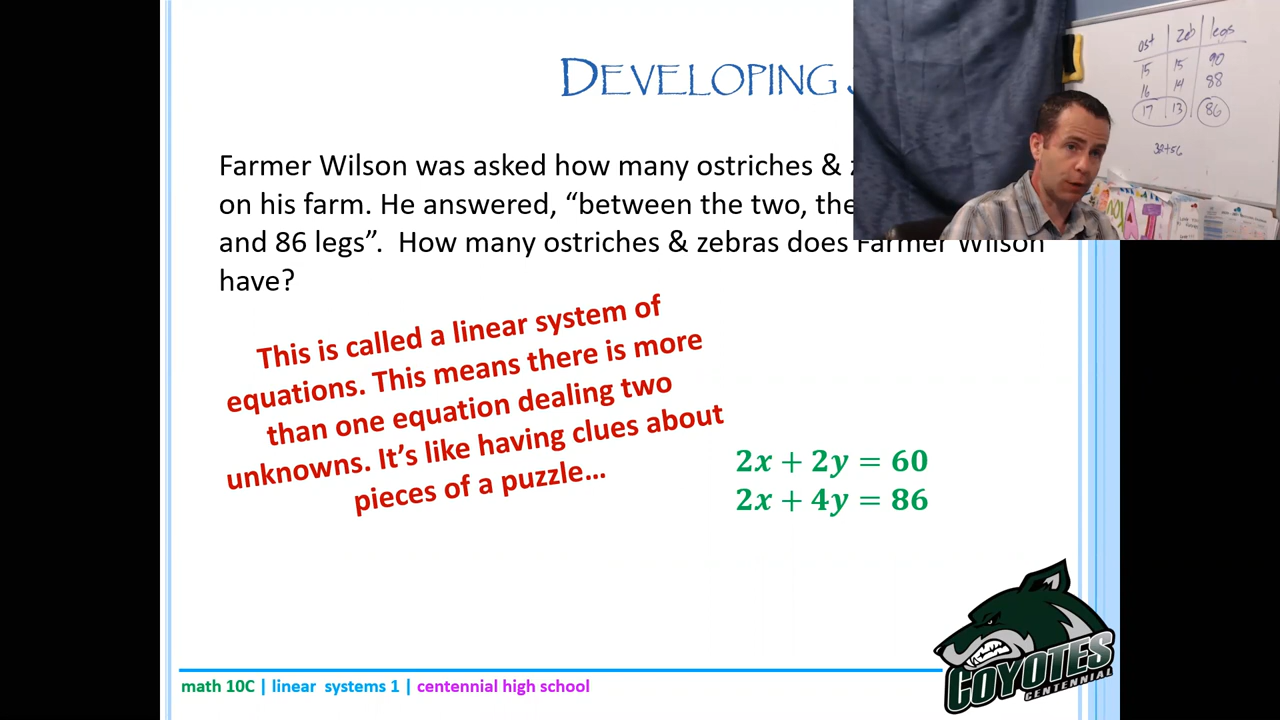 DEVELOPING
Farmer Wilson was asked how many ostriches &
on his farm. He answered, “between the two, the
and 86 legs”. How many ostriches & zebras does Farmer Wilson
have?
This is called a linear system of
equations. This means there is more
than one equation dealing two
unknowns. It’s like having clues about
pieces of a puzzle...
2x + 2y = 60
2x + 4y = 86
ost Zeb legs
15 15 90
16 14 88
17 13 86
COYOTES
CENTENNIAL
math 10C | linear systems 1 | centennial high school